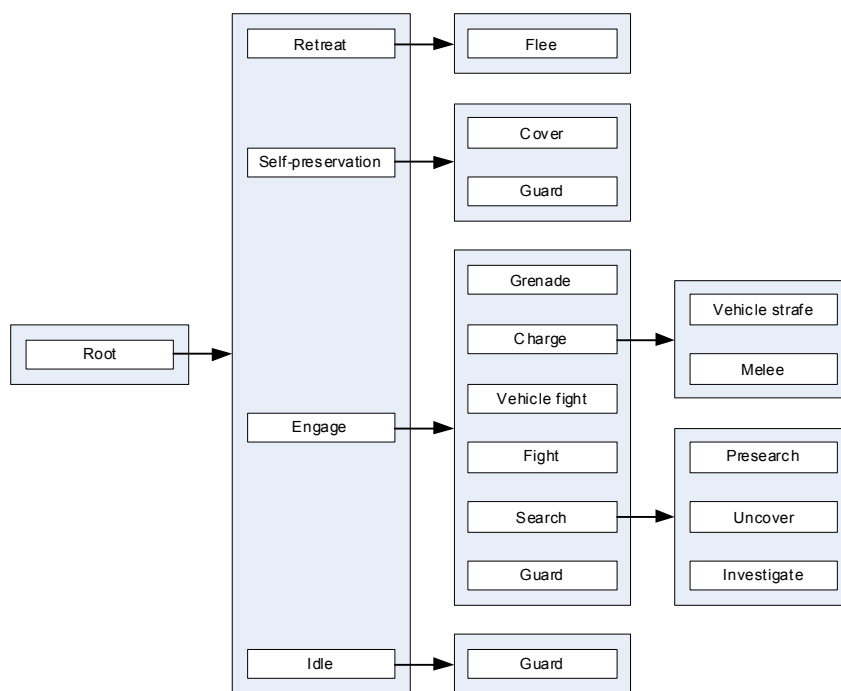 Retreat
Flee
Self-preservation
Cover
Guard
Root
Engage
Grenade
Charge
Vehicle fight
Fight
Search
Guard
Vehicle strafe
Melee
Presearch
Uncover
Investigate
Idle
Guard